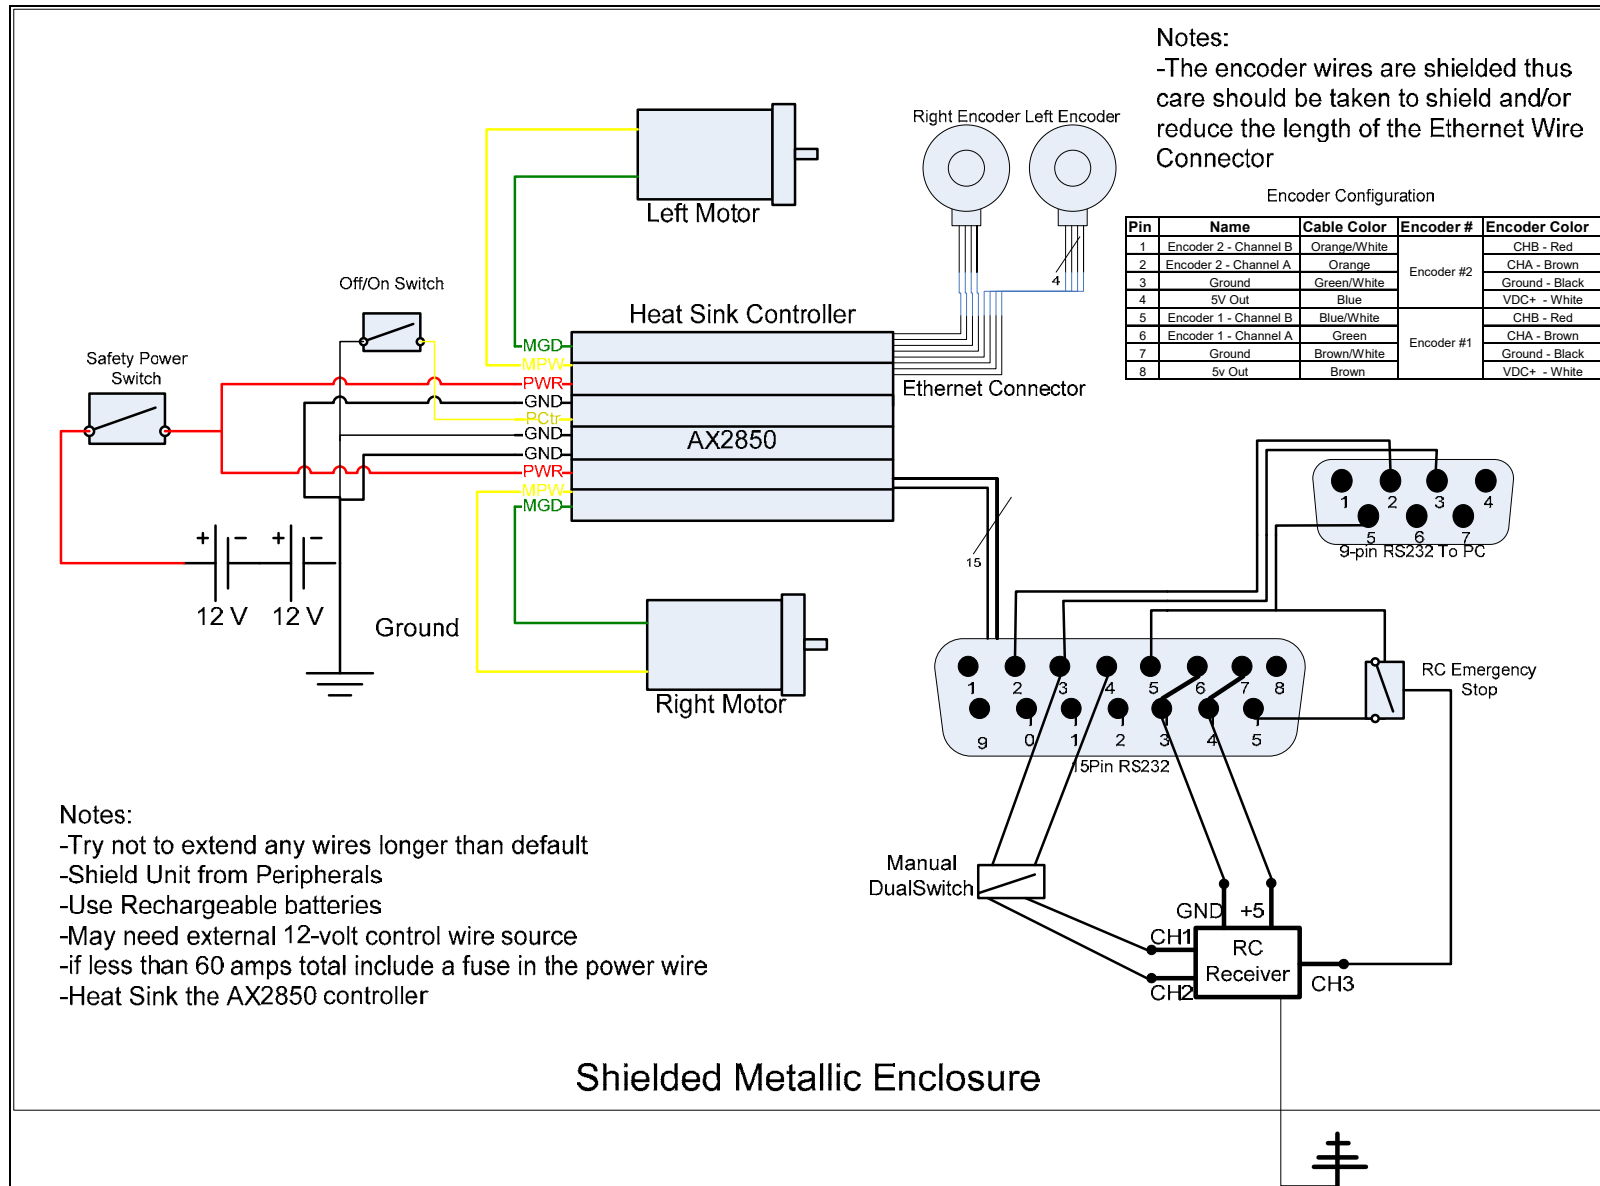 Notes:
-The encoder wires are shielded thus
care should be taken to shield and/or
reduce the length of the Ethernet Wire
Connector
Right Encoder Left Encoder
4
Encoder Configuration
Pin Name Cable Color Encoder # Encoder Color
1 Encoder 2 - Channel B Orange/White CHB - Red
2 Encoder 2 - Channel A Orange CHA - Brown
Encoder #2
3 Ground Green/White Ground - Black
4 5V Out Blue VDC+ - White
5 Encoder 1 - Channel B Blue/White CHB - Red
6 Encoder 1 - Channel A Green CHA - Brown
Encoder #1
7 Ground Brown/White Ground - Black
8 5v Out Brown VDC+ - White
Left Motor
Off/On Switch
Safety Power
Switch
Heat Sink Controller
MGD
MPW
PWR
GND
PCtr
GND
GND
PWR
MPW
MGD
AX2850
Ethernet Connector
15
1 2 3 4
5 6 7
9-pin RS232 To PC
+ - + -
12 V 12 V
Ground
Right Motor
1 2 3 4 5 6 7 8
9 0 1 2 3 4 5
15Pin RS232
RC Emergency
Stop
Manual
DualSwitch
GND +5
CH1
CH2
RC
Receiver
CH3
Notes:
-Try not to extend any wires longer than default
-Shield Unit from Peripherals
-Use Rechargeable batteries
-May need external 12-volt control wire source
-if less than 60 amps total include a fuse in the power wire
-Heat Sink the AX2850 controller
Shielded Metallic Enclosure